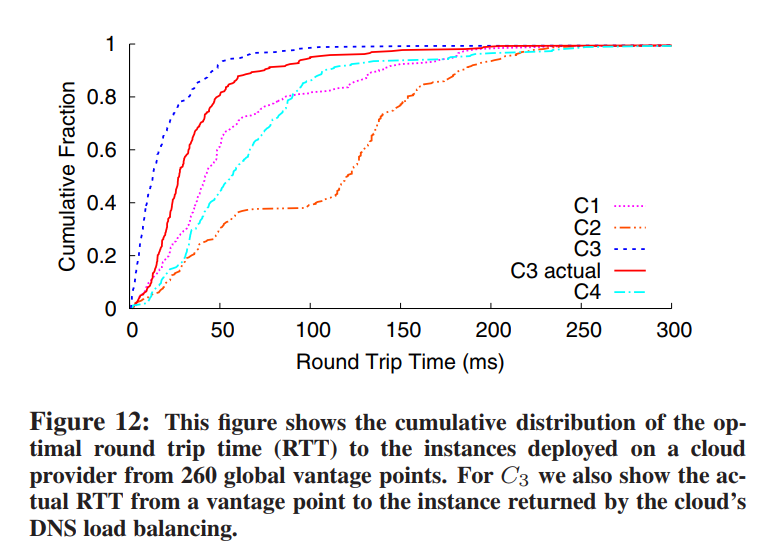 1
0.8
0.6
0.4
0.2
0
Cumulative Fraction
0 50 100 150 200 250 300
Round Trip Time (ms)
C1
C2
C3
C3 actual
C4
Figure 12: This figure shows the cumulative distribution of the op-
timal round trip time (RTT) to the instances deployed on a cloud
provider from 260 global vantage points. For C3 we also show the ac-
tual RTT from a vantage point to the instance returned by the cloud's
DNS load balancing.